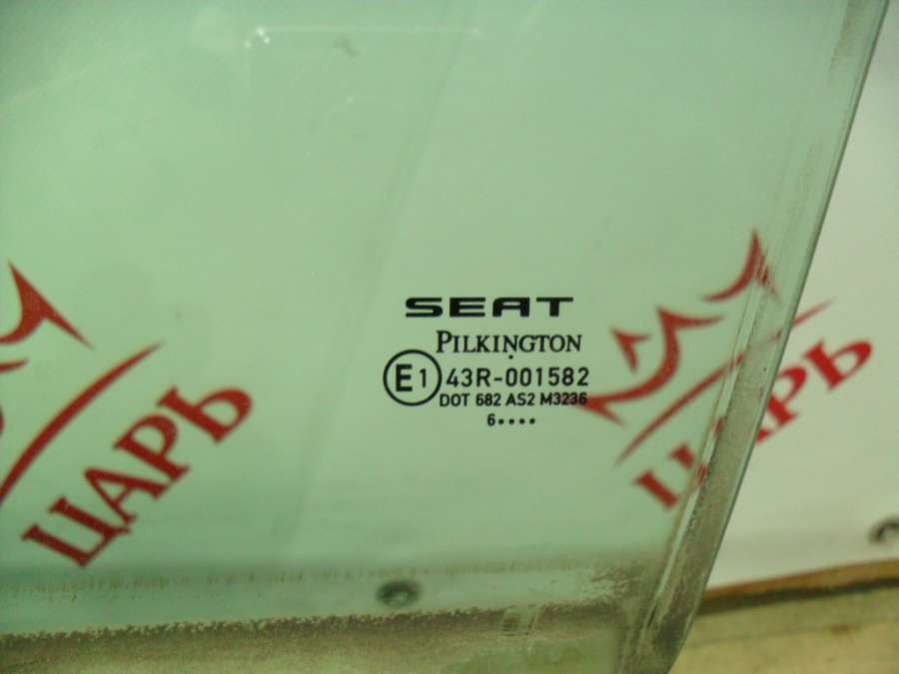 SEAT
PILKINGTON
E1 43R-001582
DOT 682 AS2 M3236
6••••
ЦАРЬ
ЦАРЬ